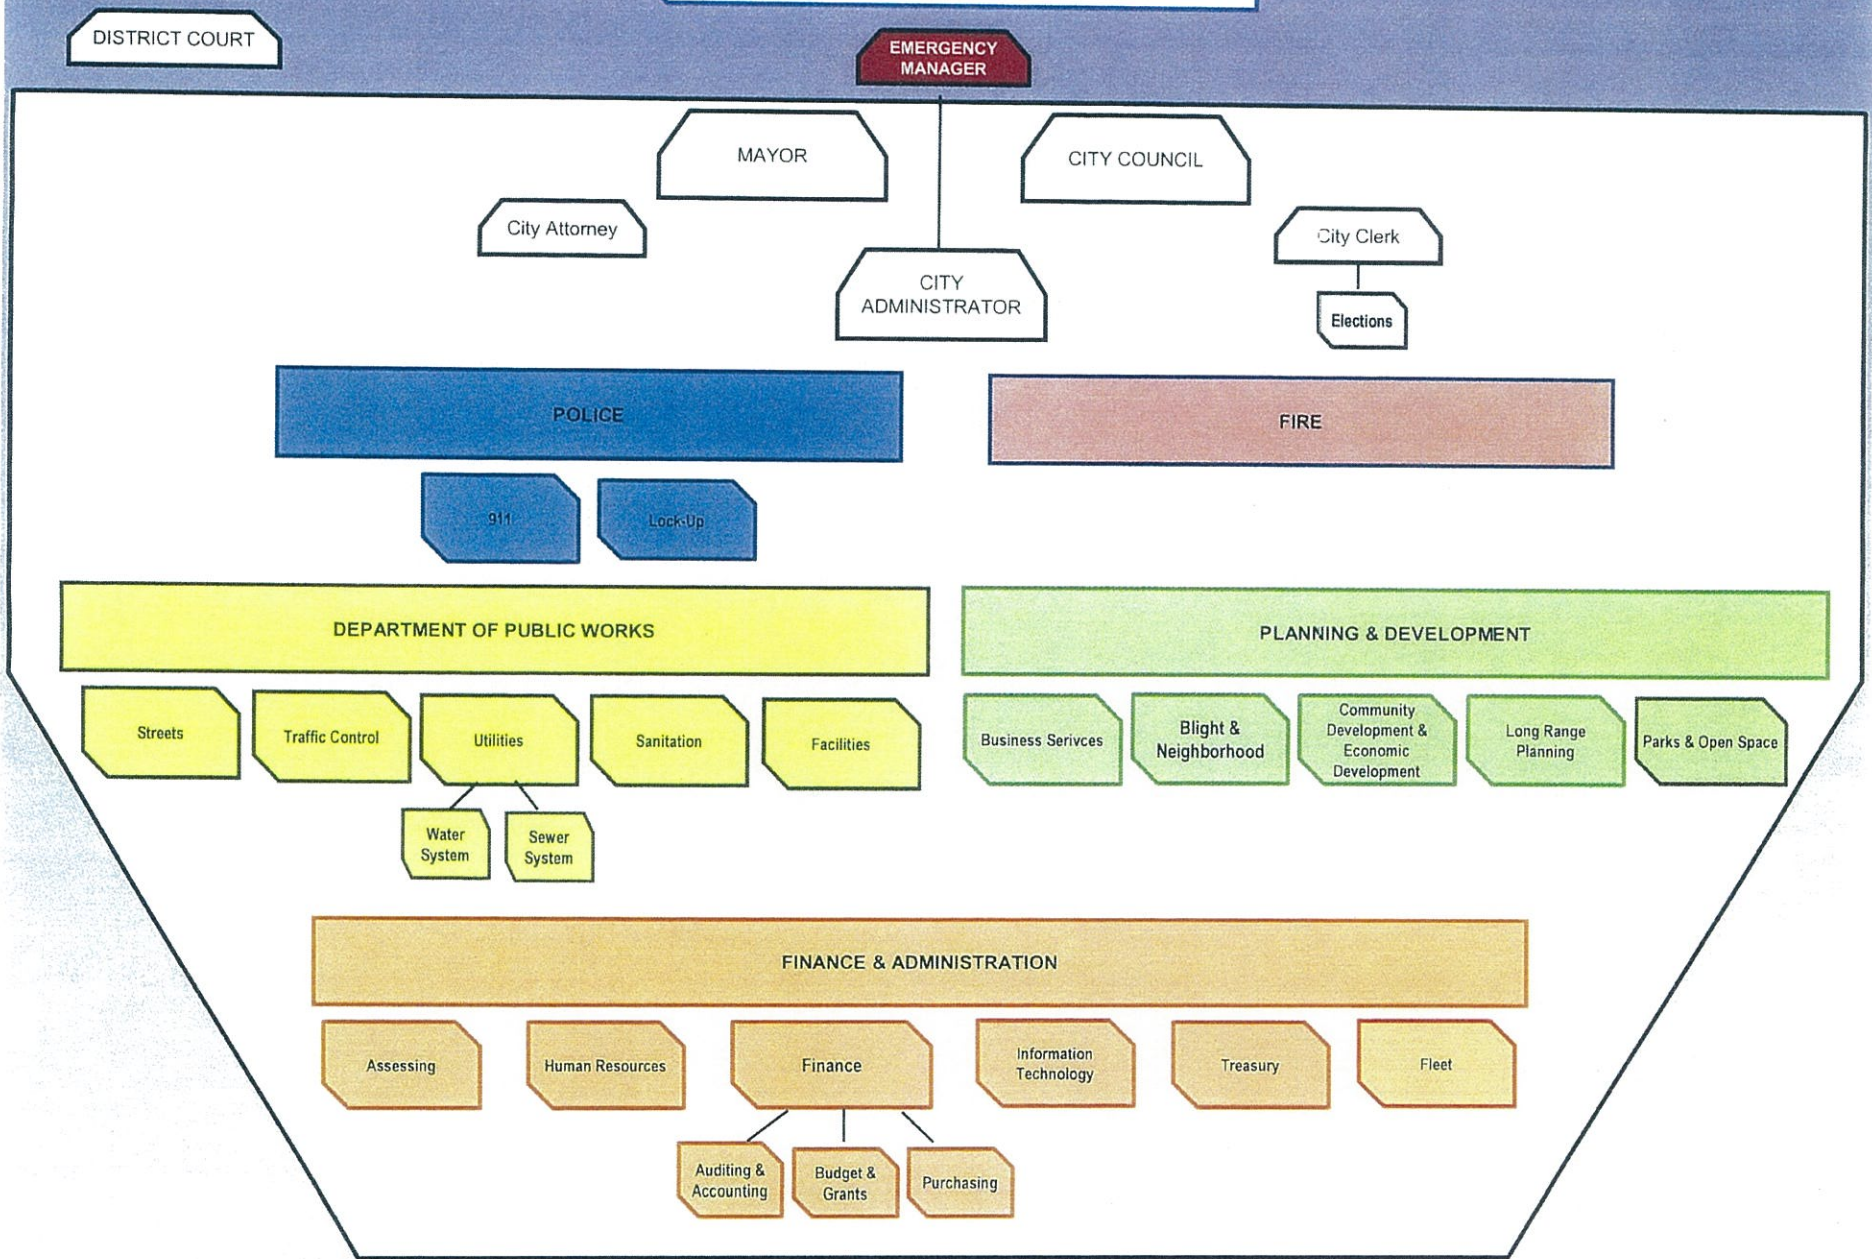 DISTRICT COURT
EMERGENCY
MANAGER
MAYOR
CITY COUNCIL
City Attorney
City Clerk
CITY
ADMINISTRATOR
Elections
POLICE
FIRE
911
Lock-Up
DEPARTMENT OF PUBLIC WORKS
PLANNING & DEVELOPMENT
Streets
Traffic Control
Utilities
Sanitation
Facilities
Business Serivces
Blight &
Neighborhood
Community
Development &
Economic
Development
Long Range
Planning
Parks & Open Space
Water
System
Sewer
System
FINANCE & ADMINISTRATION
Assessing
Human Resources
Finance
Information
Technology
Treasury
Fleet
Auditing &
Accounting
Budget &
Grants
Purchasing